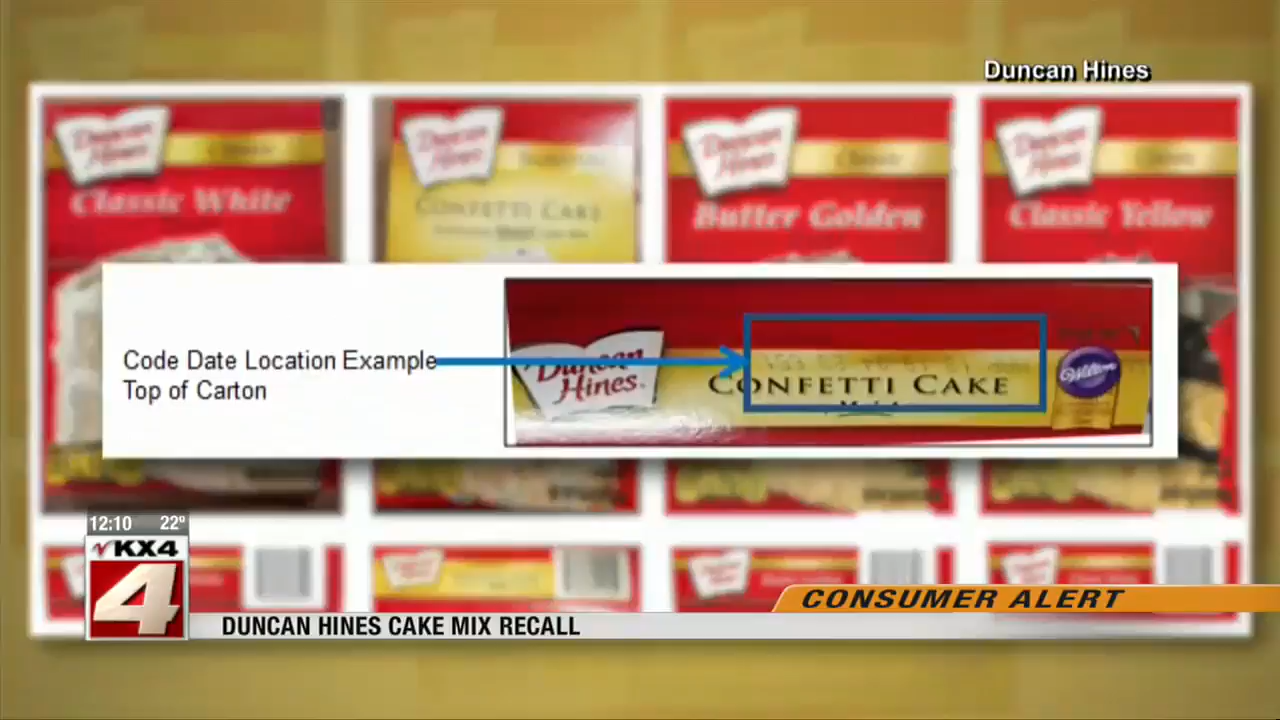 Duncan Hines
Duncan Hines
Classic White
Duncan Hines
CONFETTI CAKE
Duncan Hines
Butter Golden
Duncan Hines
Classic Yellow
Code Date Location Example
Top of Carton
Duncan
Hines
CONFETTI CAKE
Wilton
12:10 22º
KX4
4
CONSUMER ALERT
DUNCAN HINES CAKE MIX RECALL